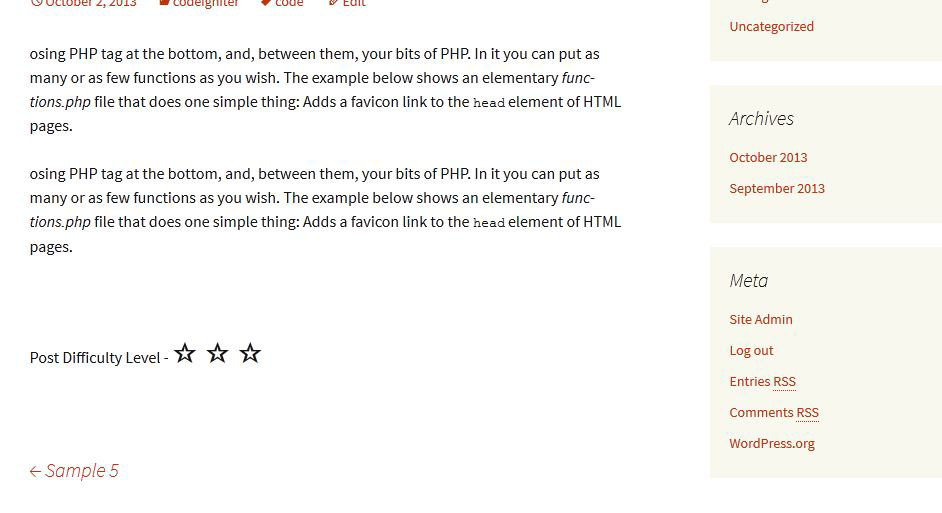 October 2, 2013 codeigniter code Edit
osing PHP tag at the bottom, and, between them, your bits of PHP. In it you can put as
many or as few functions as you wish. The example below shows an elementary func-
tions.php file that does one simple thing: Adds a favicon link to the head element of HTML
pages.
osing PHP tag at the bottom, and, between them, your bits of PHP. In it you can put as
many or as few functions as you wish. The example below shows an elementary func-
tions.php file that does one simple thing: Adds a favicon link to the head element of HTML
pages.
Post Difficulty Level -
← Sample 5
Uncategorized
Archives
October 2013
September 2013
Meta
Site Admin
Log out
Entries RSS
Comments RSS
WordPress.org